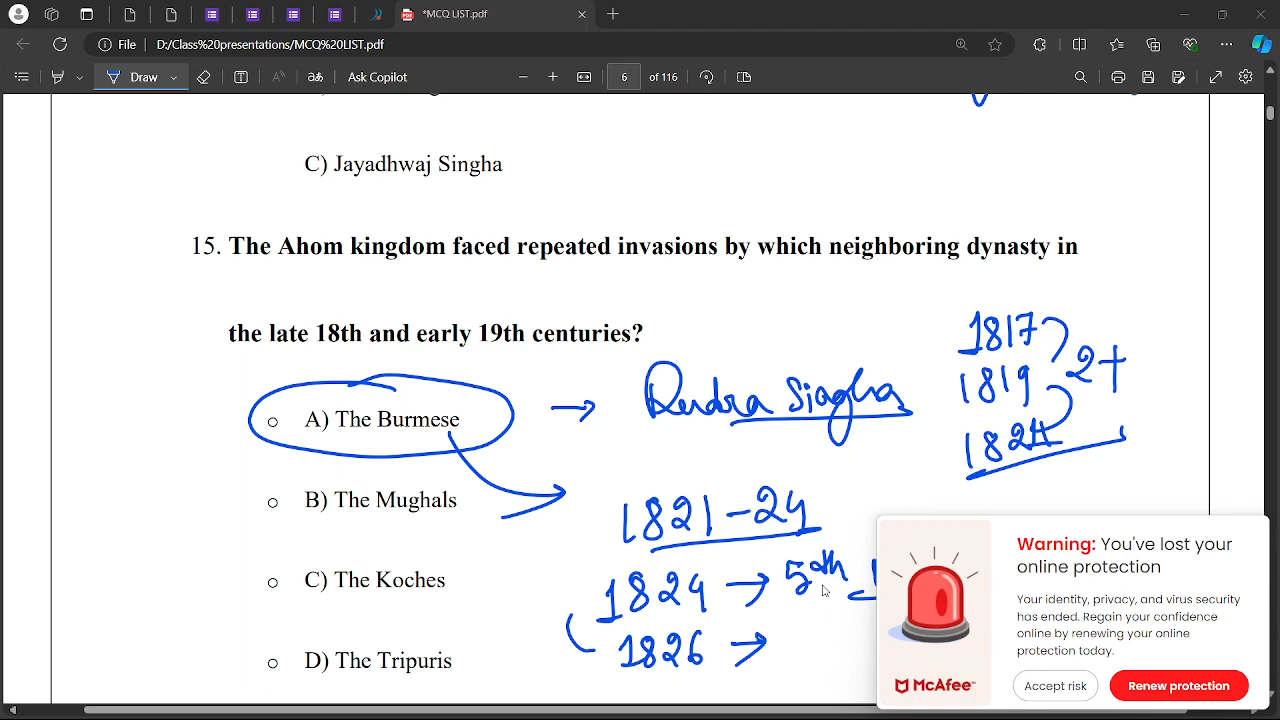 *MCQ LIST.pdf
File D:/Class%20presentations/MCQ%20LIST.pdf
Draw Ask Copilot 6 of 116
C) Jayadhwaj Singha
15. The Ahom kingdom faced repeated invasions by which neighboring dynasty in
the late 18th and early 19th centuries?
1817
1819 2+
1824
A) The Burmese → Rudra Singha
B) The Mughals
1821-24
C) The Koches
1824 → 5th
D) The Tripuris
1826 →
Warning: You've lost your
online protection
Your identity, privacy, and virus security
has ended. Regain your confidence
online by renewing your online
protection today.
McAfee™
Accept risk Renew protection